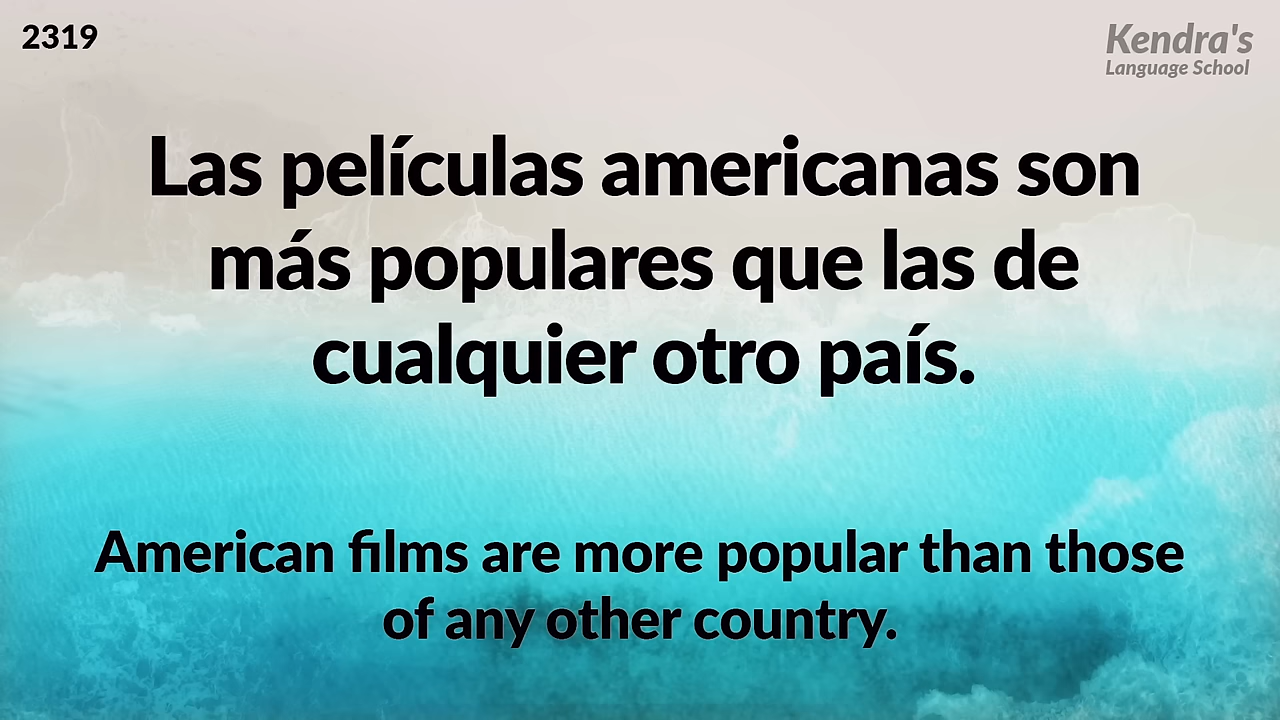 2319
Kendra's
Language School
Las películas americanas son
más populares que las de
cualquier otro país.
American films are more popular than those
of any other country.